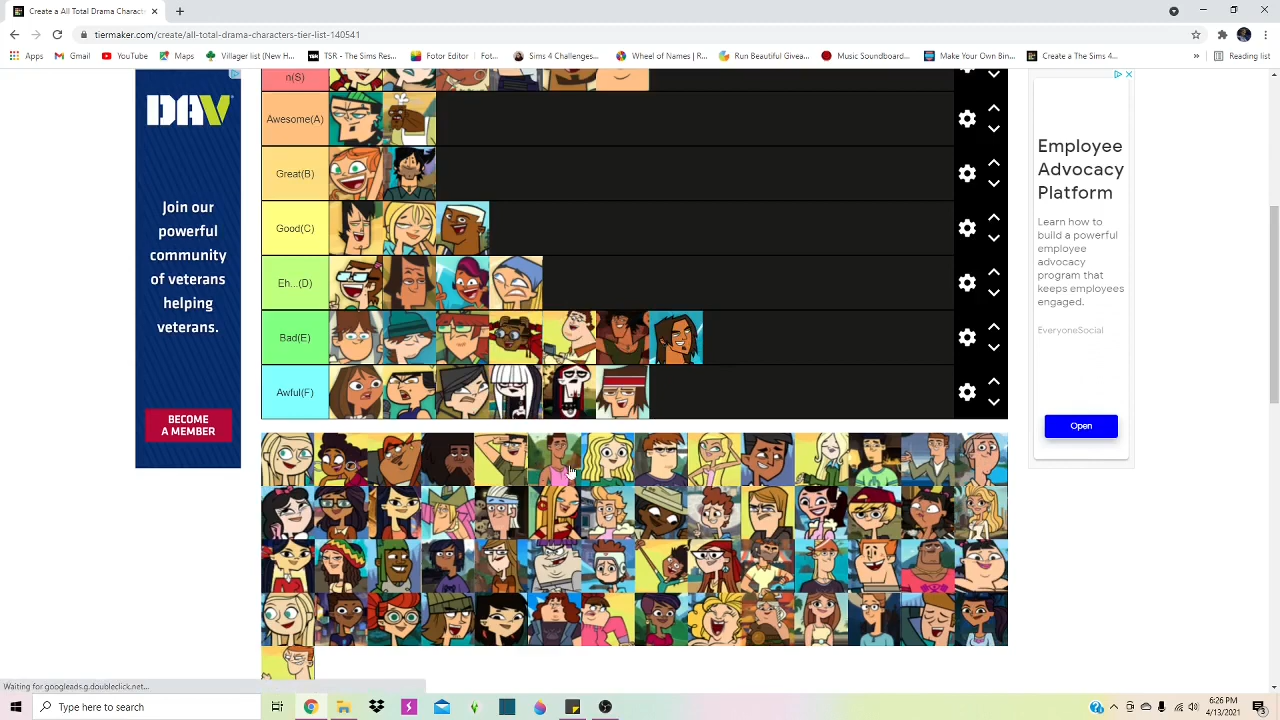 Create a All Total Drama Character
tiermaker.com/create/all-total-drama-characters-tier-list-140541
Apps
Gmail
YouTube
Maps
Villager list [New H...
TSR - The Sims Res...
Fotor Editor | Fot...
Sims 4 Challenges...
Wheel of Names | R...
Run Beauty Giving...
Music Soundboard...
Make Your Own Bin...
Create a The Sims 4...
»
Reading list
n(S)
Awesome(A)
Great(B)
Good(C)
Eh...(D)
Bad(E)
Awful(F)
DAV
Join our
powerful
community
of veterans
helping
veterans.
BECOME
A MEMBER
Employee
Advocacy
Platform
Learn how to
build a powerful
employee
advocacy
program that
keeps employees
engaged.
EveryoneSocial
Open
Waiting for googleads.g.doubleclick.net...
Type here to search
6:26 PM
4/13/2021